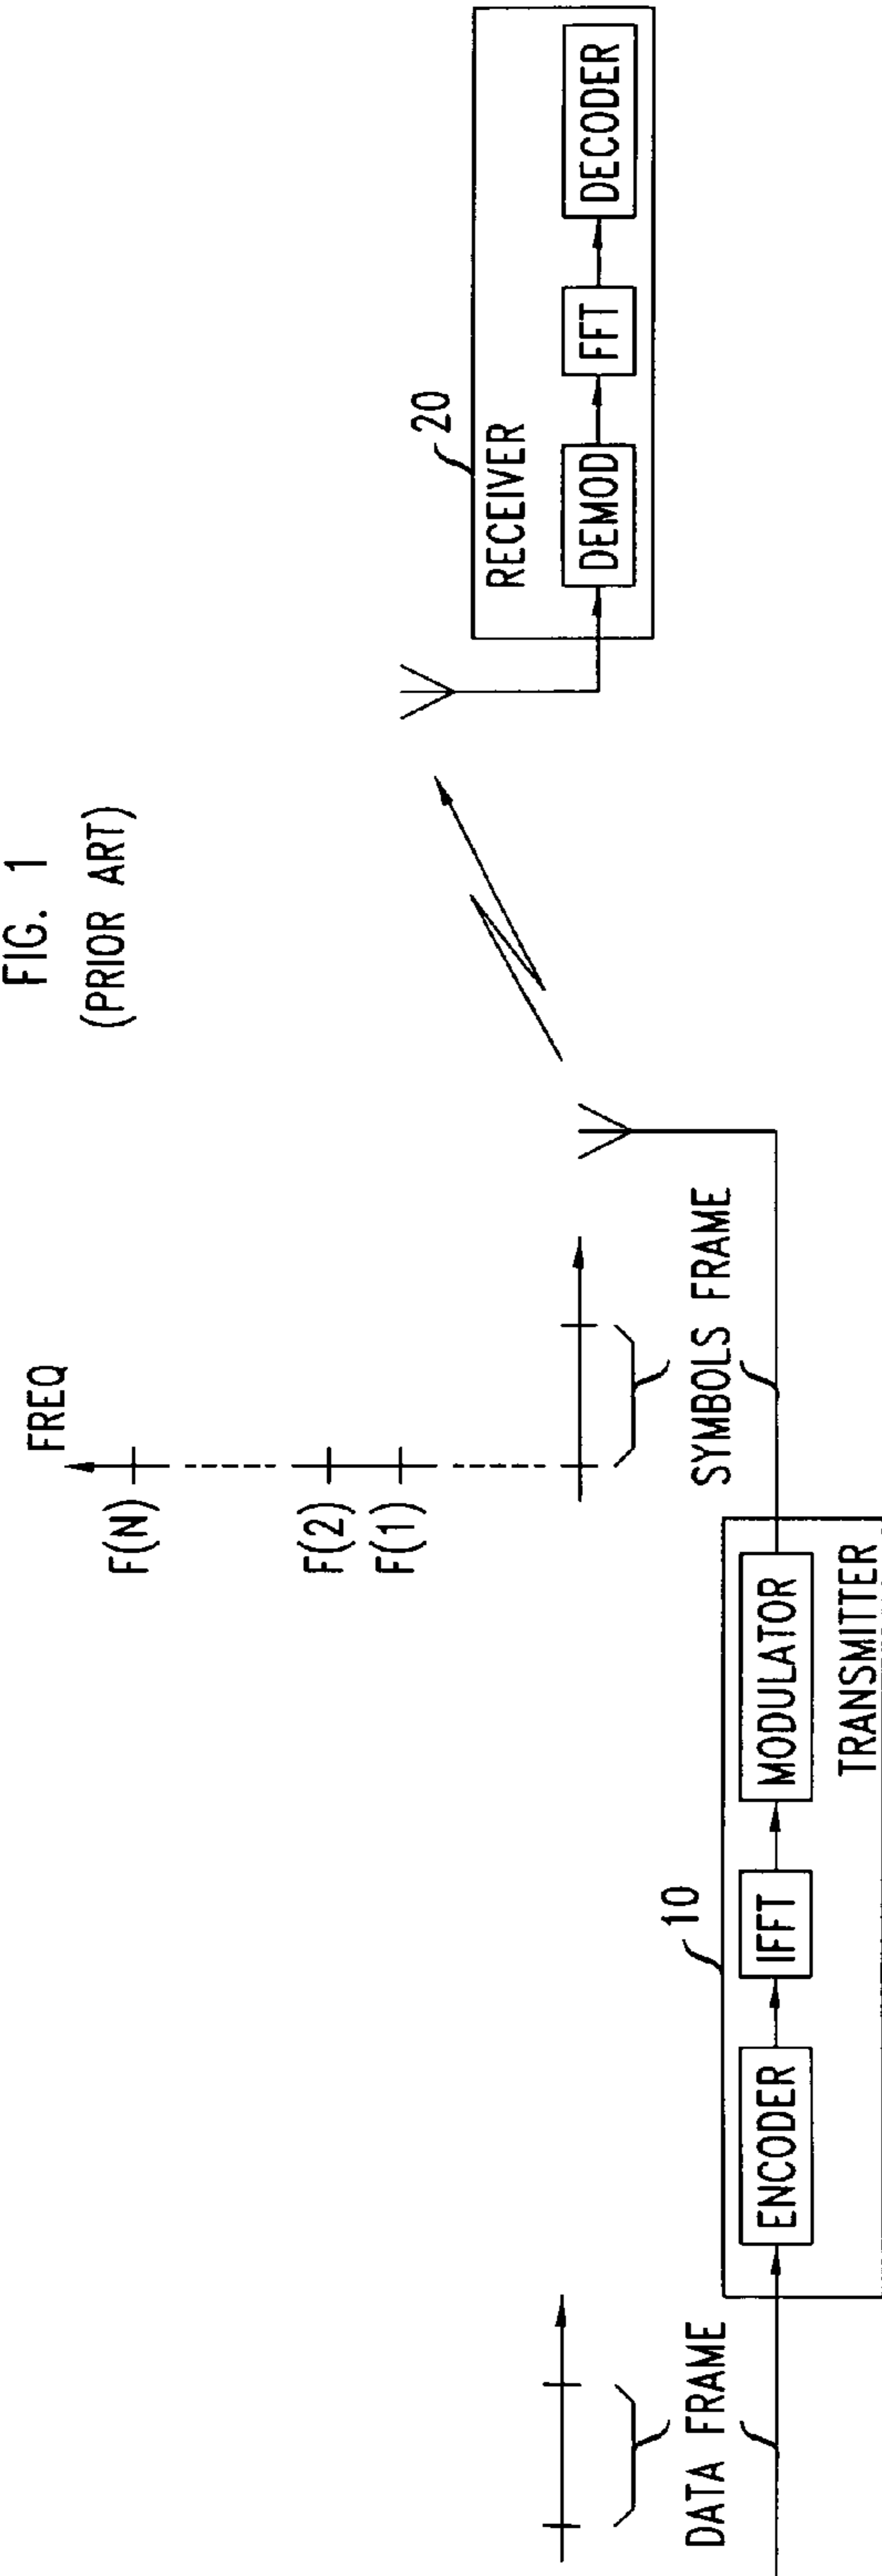 FIG. 1
(PRIOR ART)
FREQ
F(N)
F(2)
F(1)
DATA FRAME
10
ENCODER
IFFT
MODULATOR
TRANSMITTER
SYMBOLS FRAME
20
RECEIVER
DEMOD
FFT
DECODER